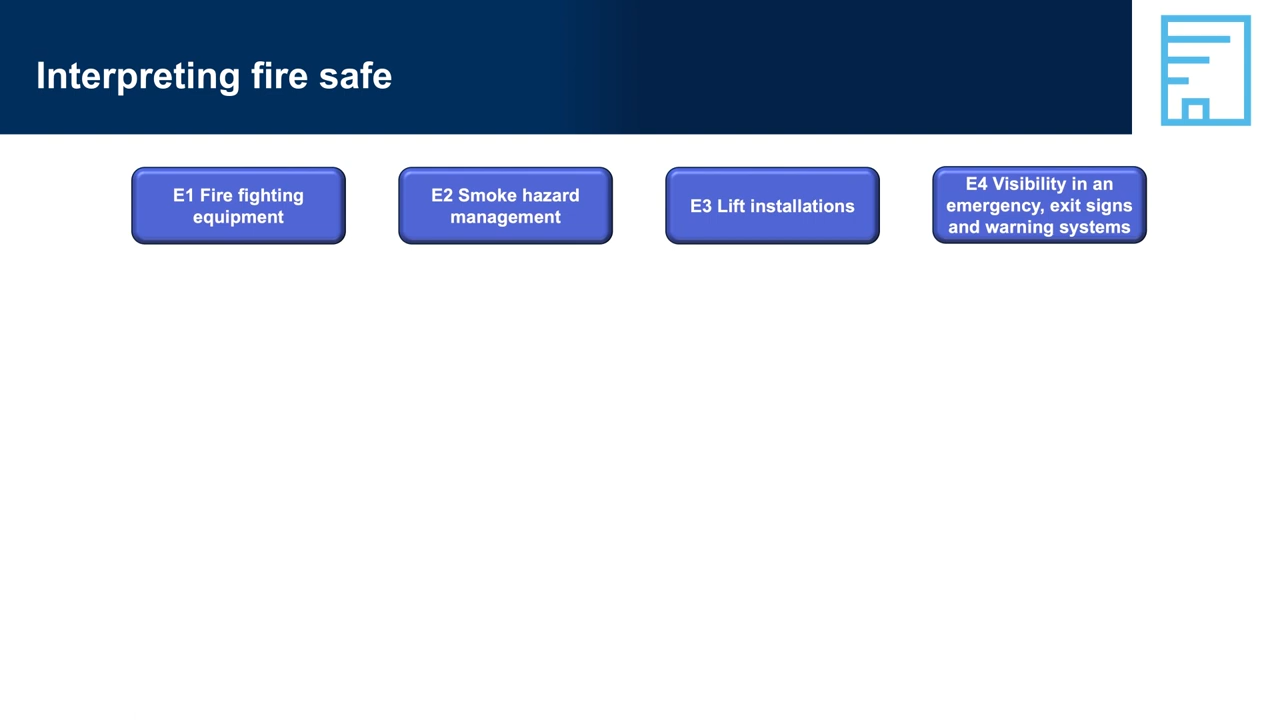 Interpreting fire safe
E1 Fire fighting
equipment
E2 Smoke hazard
management
E3 Lift installations
E4 Visibility in an
emergency, exit signs
and warning systems